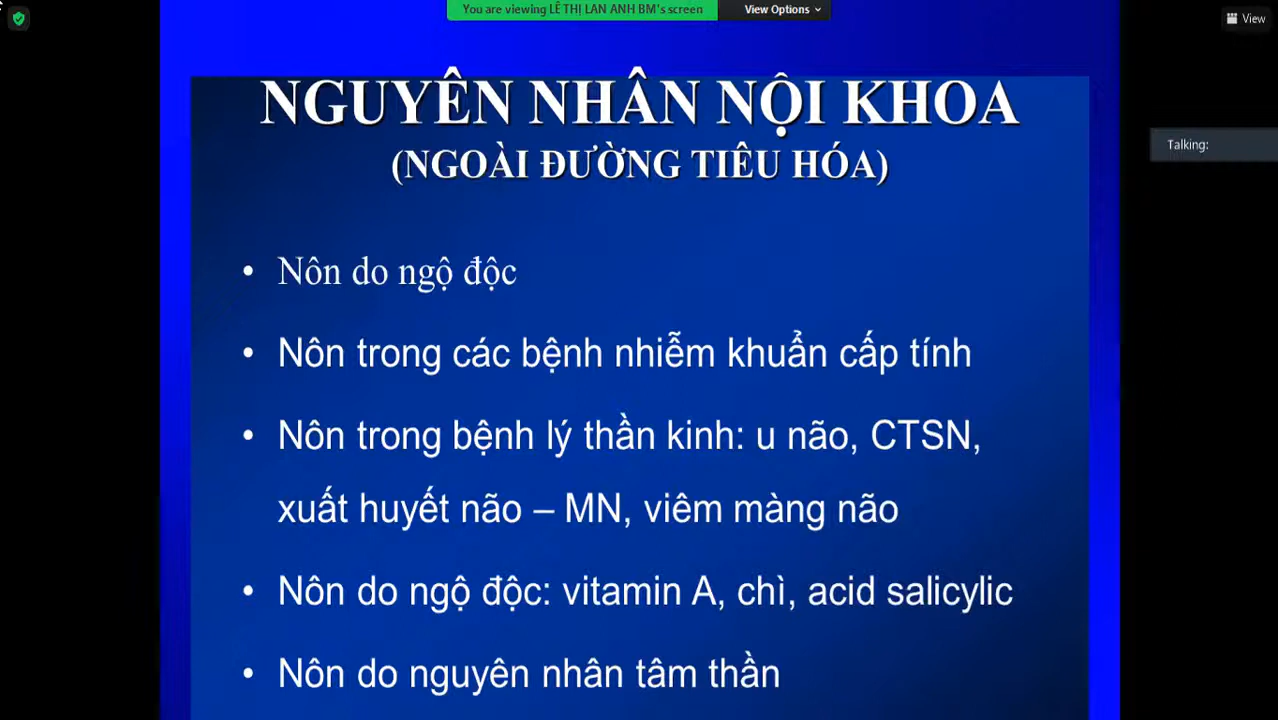 You are viewing LÊ THỊ LAN ANH BM's screen
View Options
View
NGUYÊN NHÂN NỘI KHOA
(NGOÀI ĐƯỜNG TIÊU HÓA)
Talking:
• Nôn do ngộ độc
• Nôn trong các bệnh nhiễm khuẩn cấp tính
• Nôn trong bệnh lý thần kinh: u não, CTSN,
xuất huyết não – MN, viêm màng não
• Nôn do ngộ độc: vitamin A, chì, acid salicylic
• Nôn do nguyên nhân tâm thần